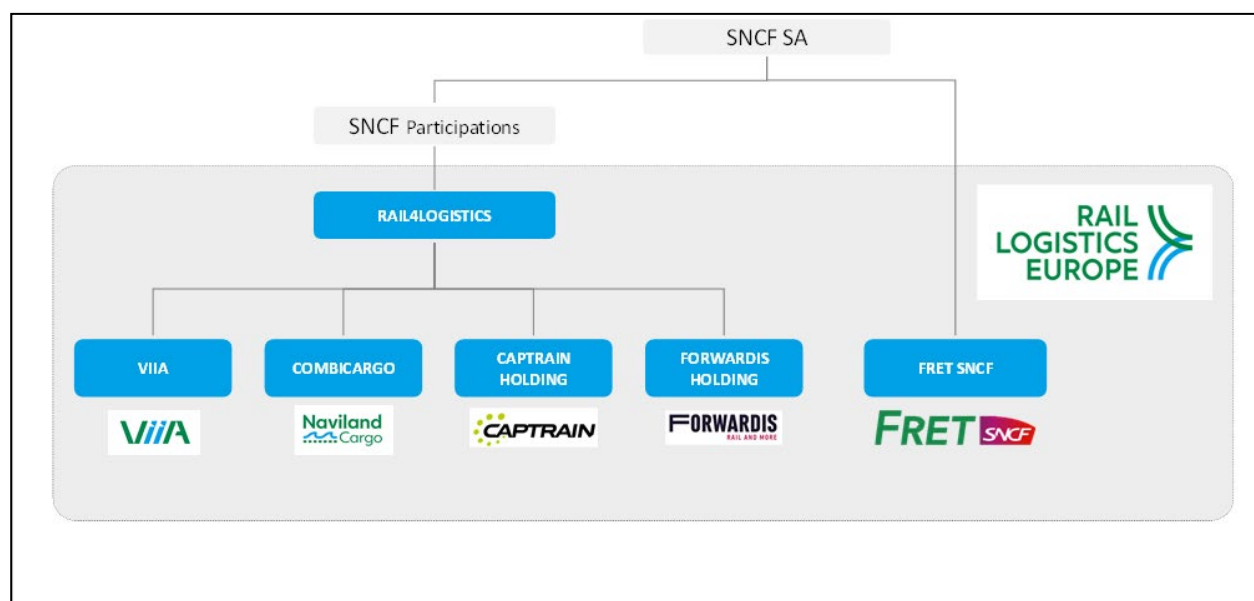 SNCF SA
SNCF Participations
RAIL4LOGISTICS
RAIL
LOGISTICS
EUROPE
VIIA
COMBICARGO
CAPTRAIN
HOLDING
FORWARDIS
HOLDING
FRET SNCF
VIIA
Naviland
Cargo
CAPTRAIN
FORWARDIS
RAIL AND MORE
FRET SNCF